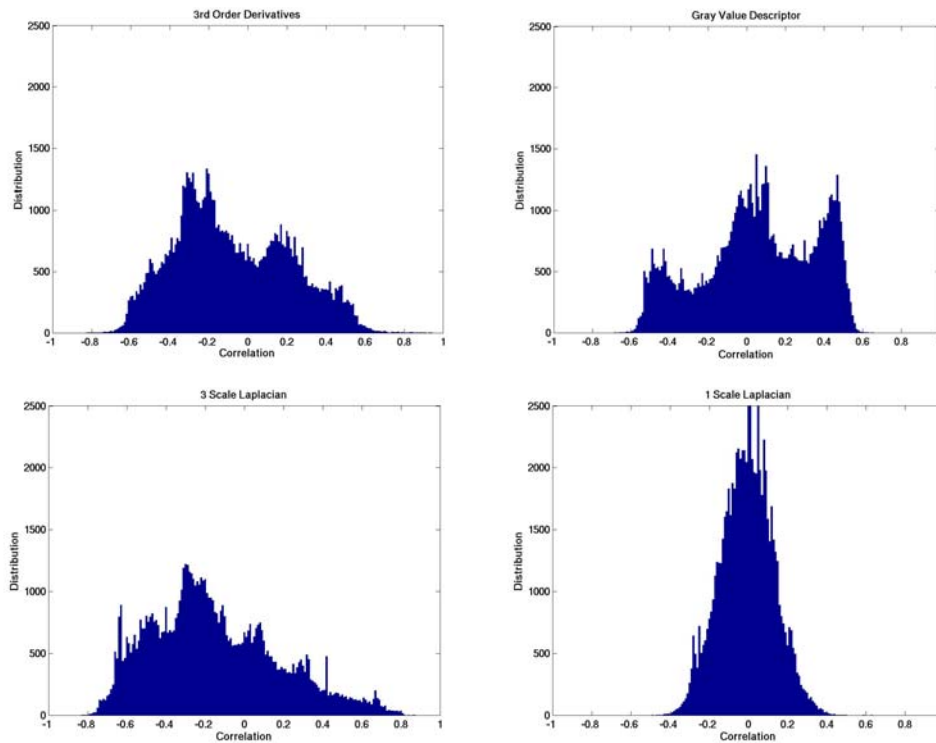 3rd Order Derivatives
2500
2000
1500
1000
500
0
Distribution
-1 -0.8 -0.6 -0.4 -0.2 0 0.2 0.4 0.6 0.8 1
Correlation
Gray Value Descriptor
2500
2000
1500
1000
500
0
Distribution
-1 -0.8 -0.6 -0.4 -0.2 0 0.2 0.4 0.6 0.8
Correlation
3 Scale Laplacian
2500
2000
1500
1000
500
0
Distribution
-1 -0.8 -0.6 -0.4 -0.2 0 0.2 0.4 0.6 0.8 1
Correlation
1 Scale Laplacian
2500
2000
1500
1000
500
0
Distribution
-1 -0.8 -0.6 -0.4 -0.2 0 0.2 0.4 0.6 0.8
Correlation